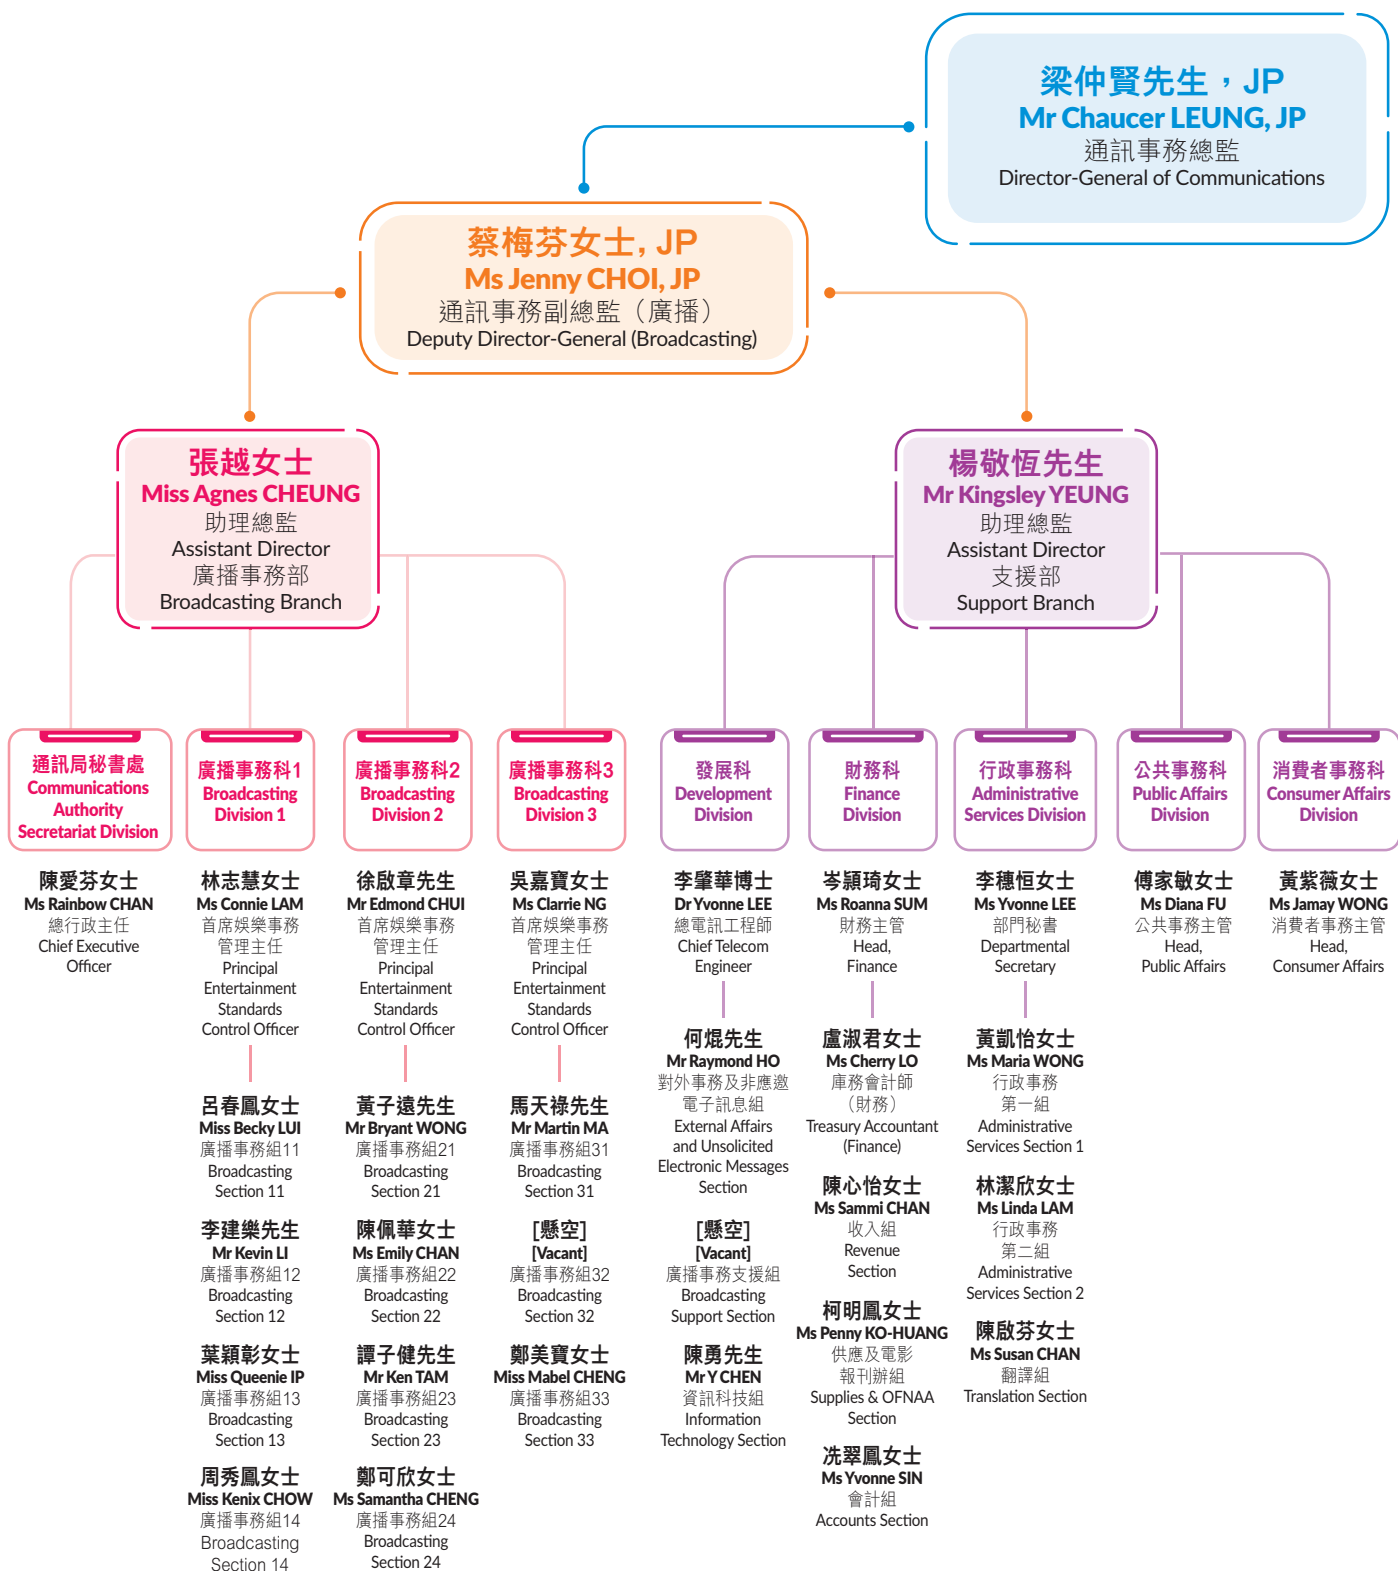 梁仲賢先生，JP
Mr Chaucer LEUNG, JP
通訊事務總監
Director-General of Communications
蔡梅芬女士, JP
Ms Jenny CHOI, JP
通訊事務副總監（廣播）
Deputy Director-General (Broadcasting)
張越女士
Miss Agnes CHEUNG
助理總監
Assistant Director
廣播事務部
Broadcasting Branch
楊敬恆先生
Mr Kingsley YEUNG
助理總監
Assistant Director
支援部
Support Branch
通訊局秘書處
Communications
Authority
Secretariat Division
陳愛芬女士
Ms Rainbow CHAN
總行政主任
Chief Executive
Officer
廣播事務科1
Broadcasting
Division 1
林志慧女士
Ms Connie LAM
首席娛樂事務
管理主任
Principal
Entertainment
Standards
Control Officer
呂春鳳女士
Miss Becky LUI
廣播事務組11
Broadcasting
Section 11
李建樂先生
Mr Kevin LI
廣播事務組12
Broadcasting
Section 12
葉穎彰女士
Miss Queenie IP
廣播事務組13
Broadcasting
Section 13
周秀鳳女士
Miss Kenix CHOW
廣播事務組14
Broadcasting
Section 14
廣播事務科2
Broadcasting
Division 2
徐啟章先生
Mr Edmond CHUI
首席娛樂事務
管理主任
Principal
Entertainment
Standards
Control Officer
黃子遠先生
Mr Bryant WONG
廣播事務組21
Broadcasting
Section 21
陳佩華女士
Ms Emily CHAN
廣播事務組22
Broadcasting
Section 22
譚子健先生
Mr Ken TAM
廣播事務組23
Broadcasting
Section 23
鄭可欣女士
Ms Samantha CHENG
廣播事務組24
Broadcasting
Section 24
廣播事務科3
Broadcasting
Division 3
吳嘉寶女士
Ms Clarrie NG
首席娛樂事務
管理主任
Principal
Entertainment
Standards
Control Officer
馬天祿先生
Mr Martin MA
廣播事務組31
Broadcasting
Section 31
[懸空]
[Vacant]
廣播事務組32
Broadcasting
Section 32
鄭美寶女士
Miss Mabel CHENG
廣播事務組33
Broadcasting
Section 33
發展科
Development
Division
李肇華博士
Dr Yvonne LEE
總電訊工程師
Chief Telecom
Engineer
何焜先生
Mr Raymond HO
對外事務及非應邀
電子訊息組
External Affairs
and Unsolicited
Electronic Messages
Section
[懸空]
[Vacant]
廣播事務支援組
Broadcasting
Support Section
陳勇先生
Mr Y CHEN
資訊科技組
Information
Technology Section
財務科
Finance
Division
岑頴琦女士
Ms Roanna SUM
財務主管
Head,
Finance
盧淑君女士
Ms Cherry LO
庫務會計師
（財務）
Treasury Accountant
(Finance)
陳心怡女士
Ms Sammi CHAN
收入組
Revenue
Section
柯明鳳女士
Ms Penny KO-HUANG
供應及電影
報刊辦組
Supplies & OFNAA
Section
冼翠鳳女士
Ms Yvonne SIN
會計組
Accounts Section
行政事務科
Administrative
Services Division
李穗恒女士
Ms Yvonne LEE
部門秘書
Departmental
Secretary
黃凱怡女士
Ms Maria WONG
行政事務
第一組
Administrative
Services Section 1
林潔欣女士
Ms Linda LAM
行政事務
第二組
Administrative
Services Section 2
陳啟芬女士
Ms Susan CHAN
翻譯組
Translation Section
公共事務科
Public Affairs
Division
傅家敏女士
Ms Diana FU
公共事務主管
Head,
Public Affairs
消費者事務科
Consumer Affairs
Division
黃紫薇女士
Ms Jamay WONG
消費者事務主管
Head,
Consumer Affairs